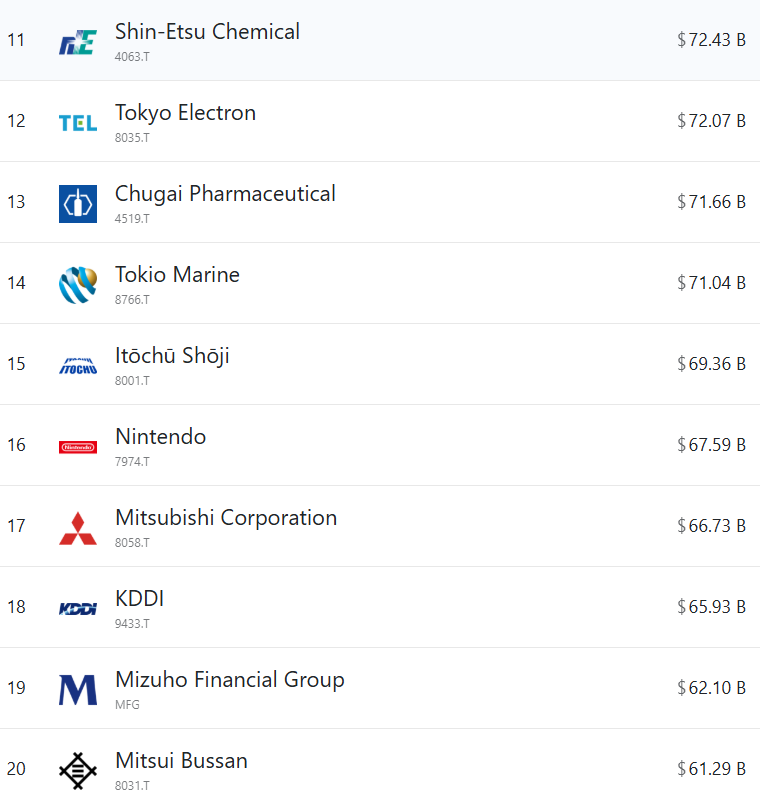 11
Shin-Etsu Chemical
4063.T
$72.43 B
12
TEL
Tokyo Electron
8035.T
$72.07 B
13
Chugai Pharmaceutical
4519.T
$71.66 B
14
Tokio Marine
8766.T
$71.04 B
15
ITOCHU
Itōchū Shōji
8001.T
$69.36 B
16
Nintendo
Nintendo
7974.T
$67.59 B
17
Mitsubishi Corporation
8058.T
$66.73 B
18
KDDI
KDDI
9433.T
$65.93 B
19
Mizuho Financial Group
MFG
$62.10 B
20
Mitsui Bussan
8031.T
$61.29 B